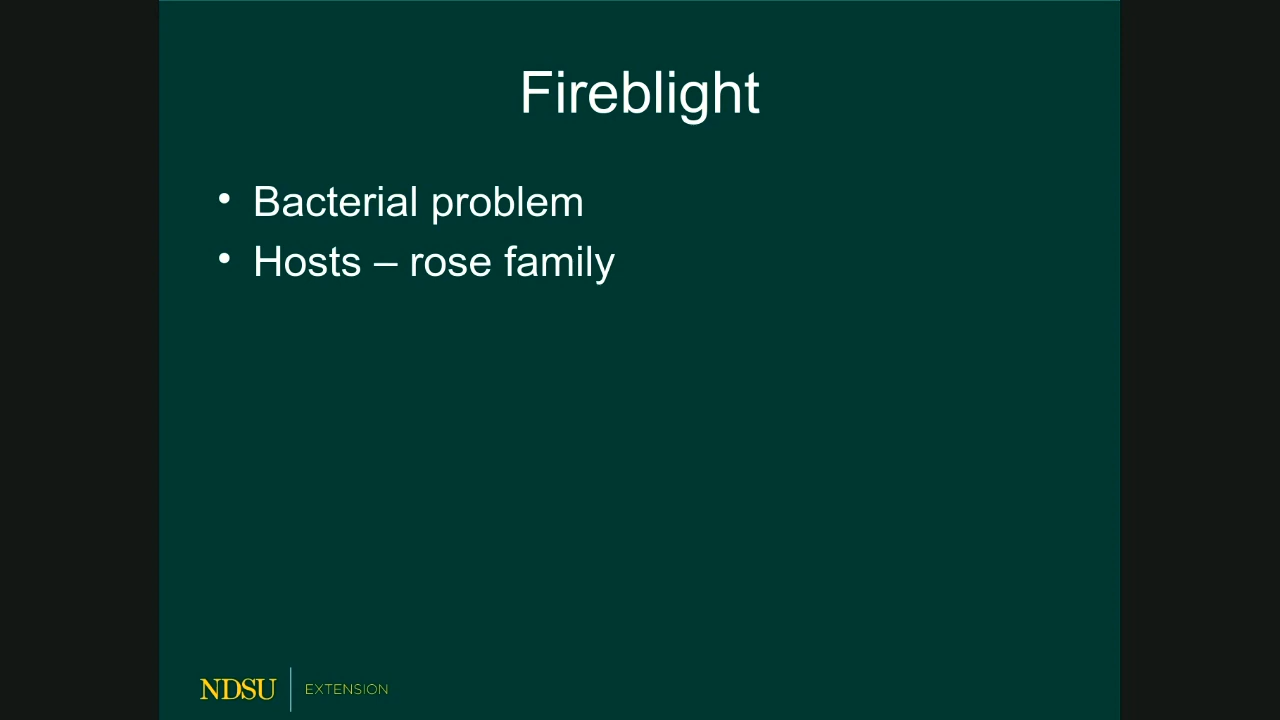 Fireblight
• Bacterial problem
• Hosts – rose family
NDSU | EXTENSION